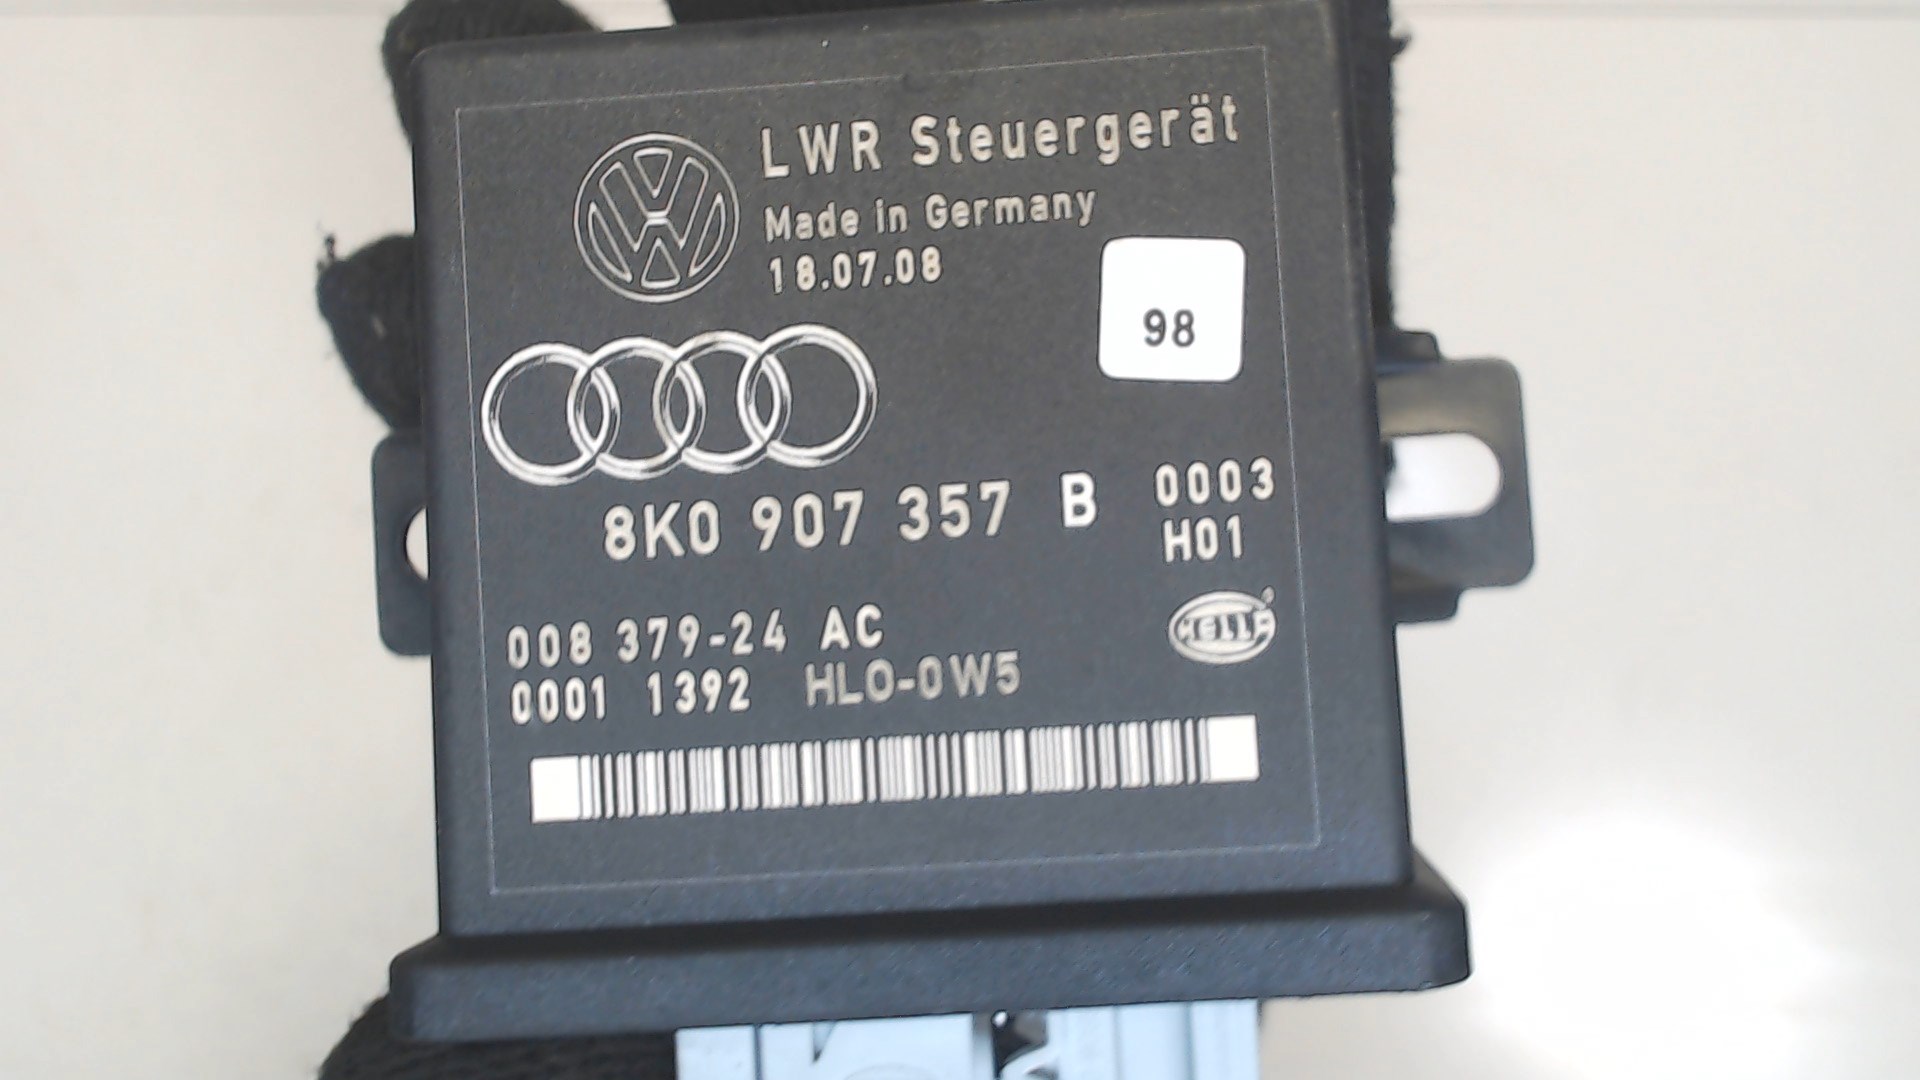 LWR Steuergerät
Made in Germany
18.07.08
98
8K0 907 357 B 0003
H01
008 379-24 AC
0001 1392 HLO-0W5
HELLA